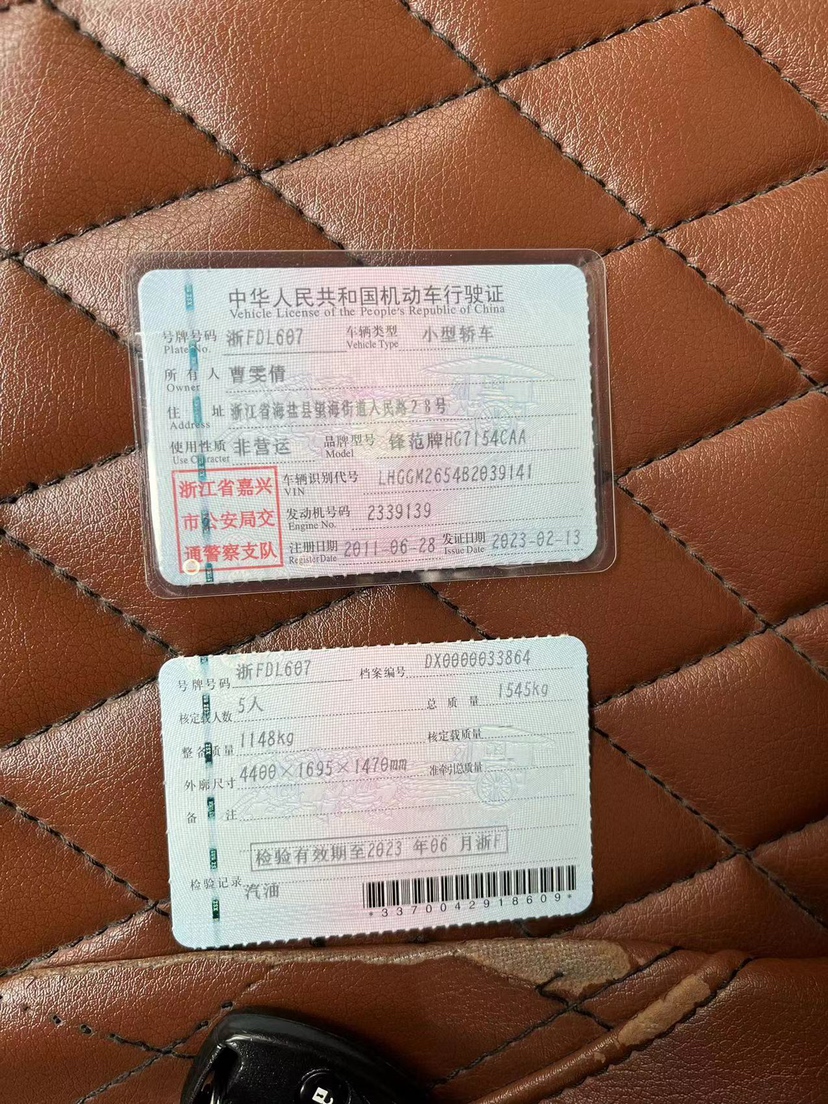 中华人民共和国机动车行驶证
Vehicle License of the People's Republic of China
号牌号码 浙FDL607 车辆类型 小型轿车
Plate No. Vehicle Type
所有人 曹雯倩
Owner
住址 浙江省海盐县望海街道人民路28号
Address
使用性质 非营运 品牌型号 锋范牌HG7154CAA
Use Character Model
浙江省嘉兴
市公安局交
通警察支队
车辆识别代号 LHGGM2654B2039141
VIN
发动机号码 2339139
Engine No.
注册日期 2011-06-28 发证日期 2023-02-13
Register Date Issue Date
号牌号码 浙FDL607 档案编号 DX0000033864
核定载人数 5人 总质量 1545kg
整备质量 1148kg 核定载质量
外廓尺寸 4400×1695×1470mm 准牵引总质量
备注
检验有效期至2023 年06 月浙F
检验记录 汽油
*3370042918609*